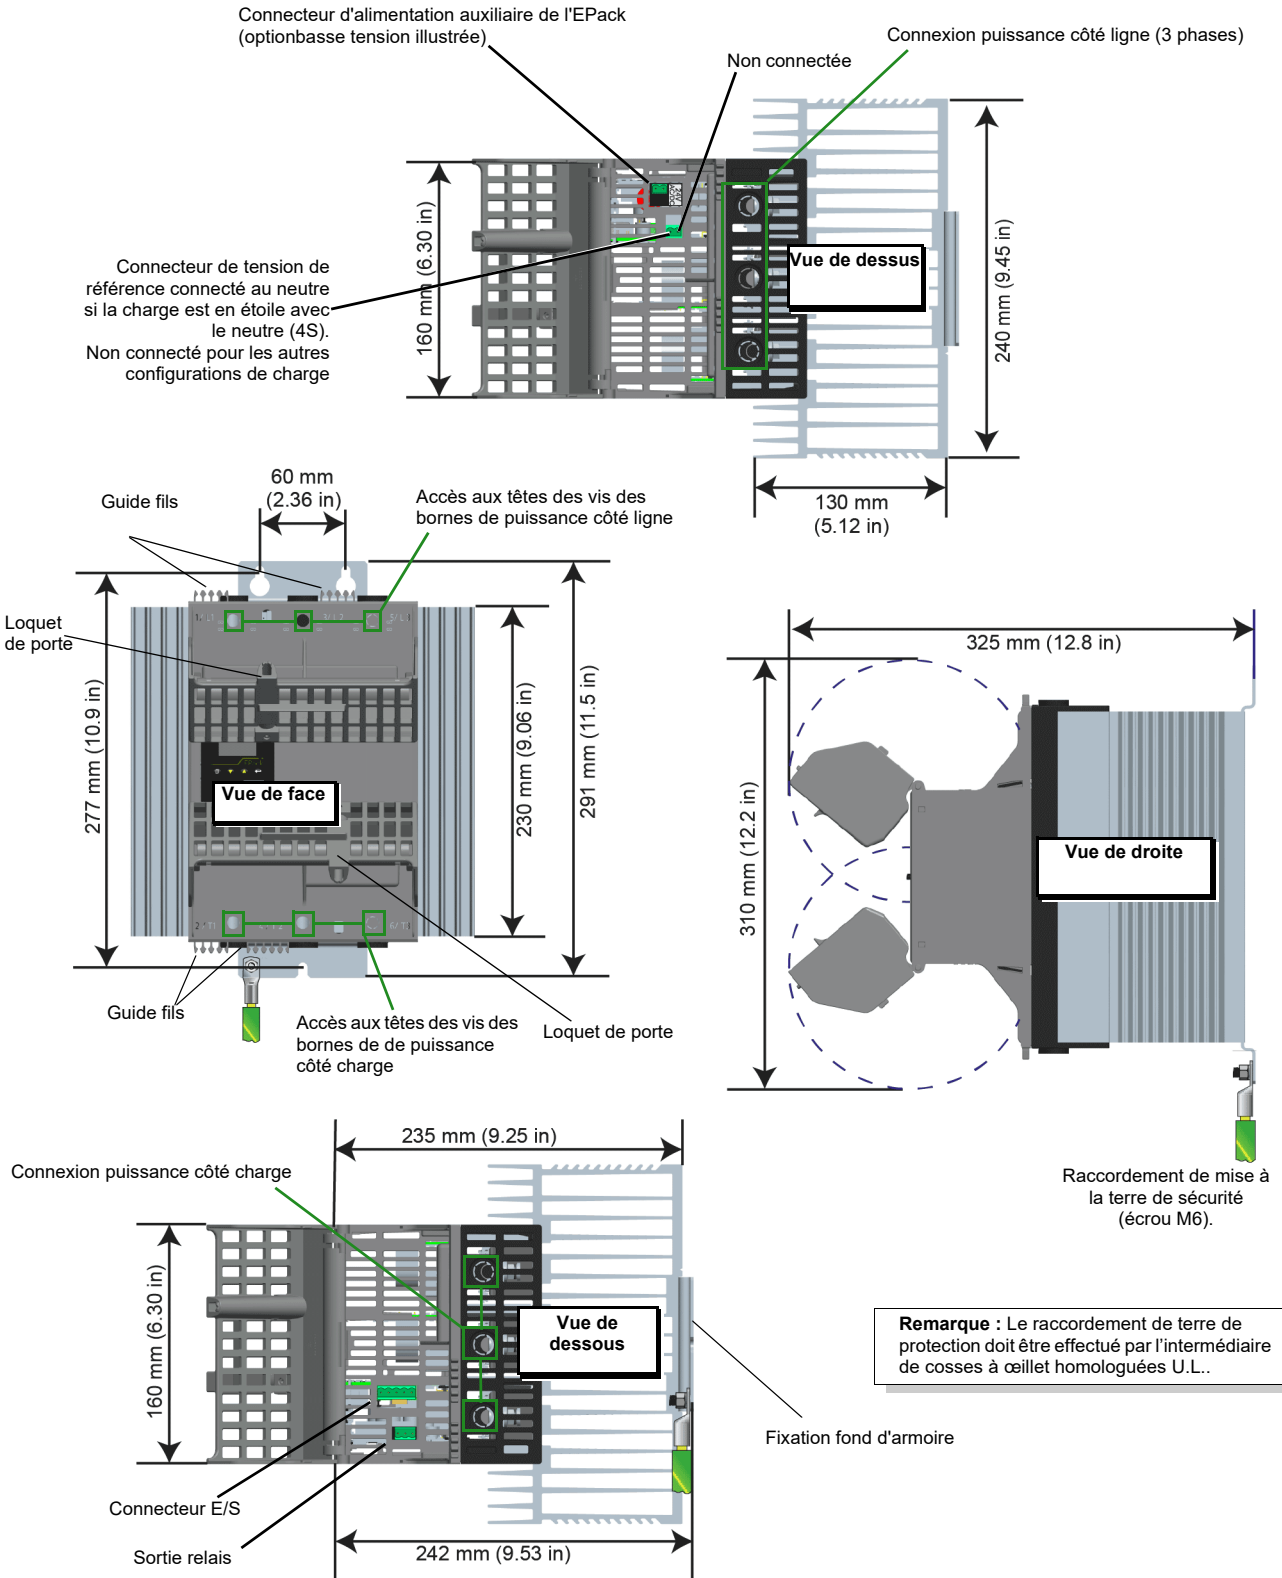 Connecteur d'alimentation auxiliaire de l'EPack
(optionbasse tension illustrée)
Connexion puissance côté ligne (3 phases)
Non connectée
24V
AC/DC
160 mm (6.30 in)
Vue de dessus
240 mm (9.45 in)
Connecteur de tension de
référence connecté au neutre
si la charge est en étoile avec
le neutre (4S).
Non connecté pour les autres
configurations de charge
130 mm
(5.12 in)
60 mm
(2.36 in)
Guide fils
Accès aux têtes des vis des
bornes de puissance côté ligne
Loquet
de porte
277 mm (10.9 in)
Vue de face
230 mm (9.06 in)
291 mm (11.5 in)
Guide fils
Accès aux têtes des vis des
bornes de de puissance
côté charge
Loquet de porte
325 mm (12.8 in)
310 mm (12.2 in)
Vue de droite
Raccordement de mise à
la terre de sécurité
(écrou M6).
235 mm (9.25 in)
Connexion puissance côté charge
160 mm (6.30 in)
Vue de
dessous
Remarque : Le raccordement de terre de
protection doit être effectué par l'intermédiaire
de cosses à œillet homologuées U.L..
Fixation fond d'armoire
Connecteur E/S
Sortie relais
242 mm (9.53 in)